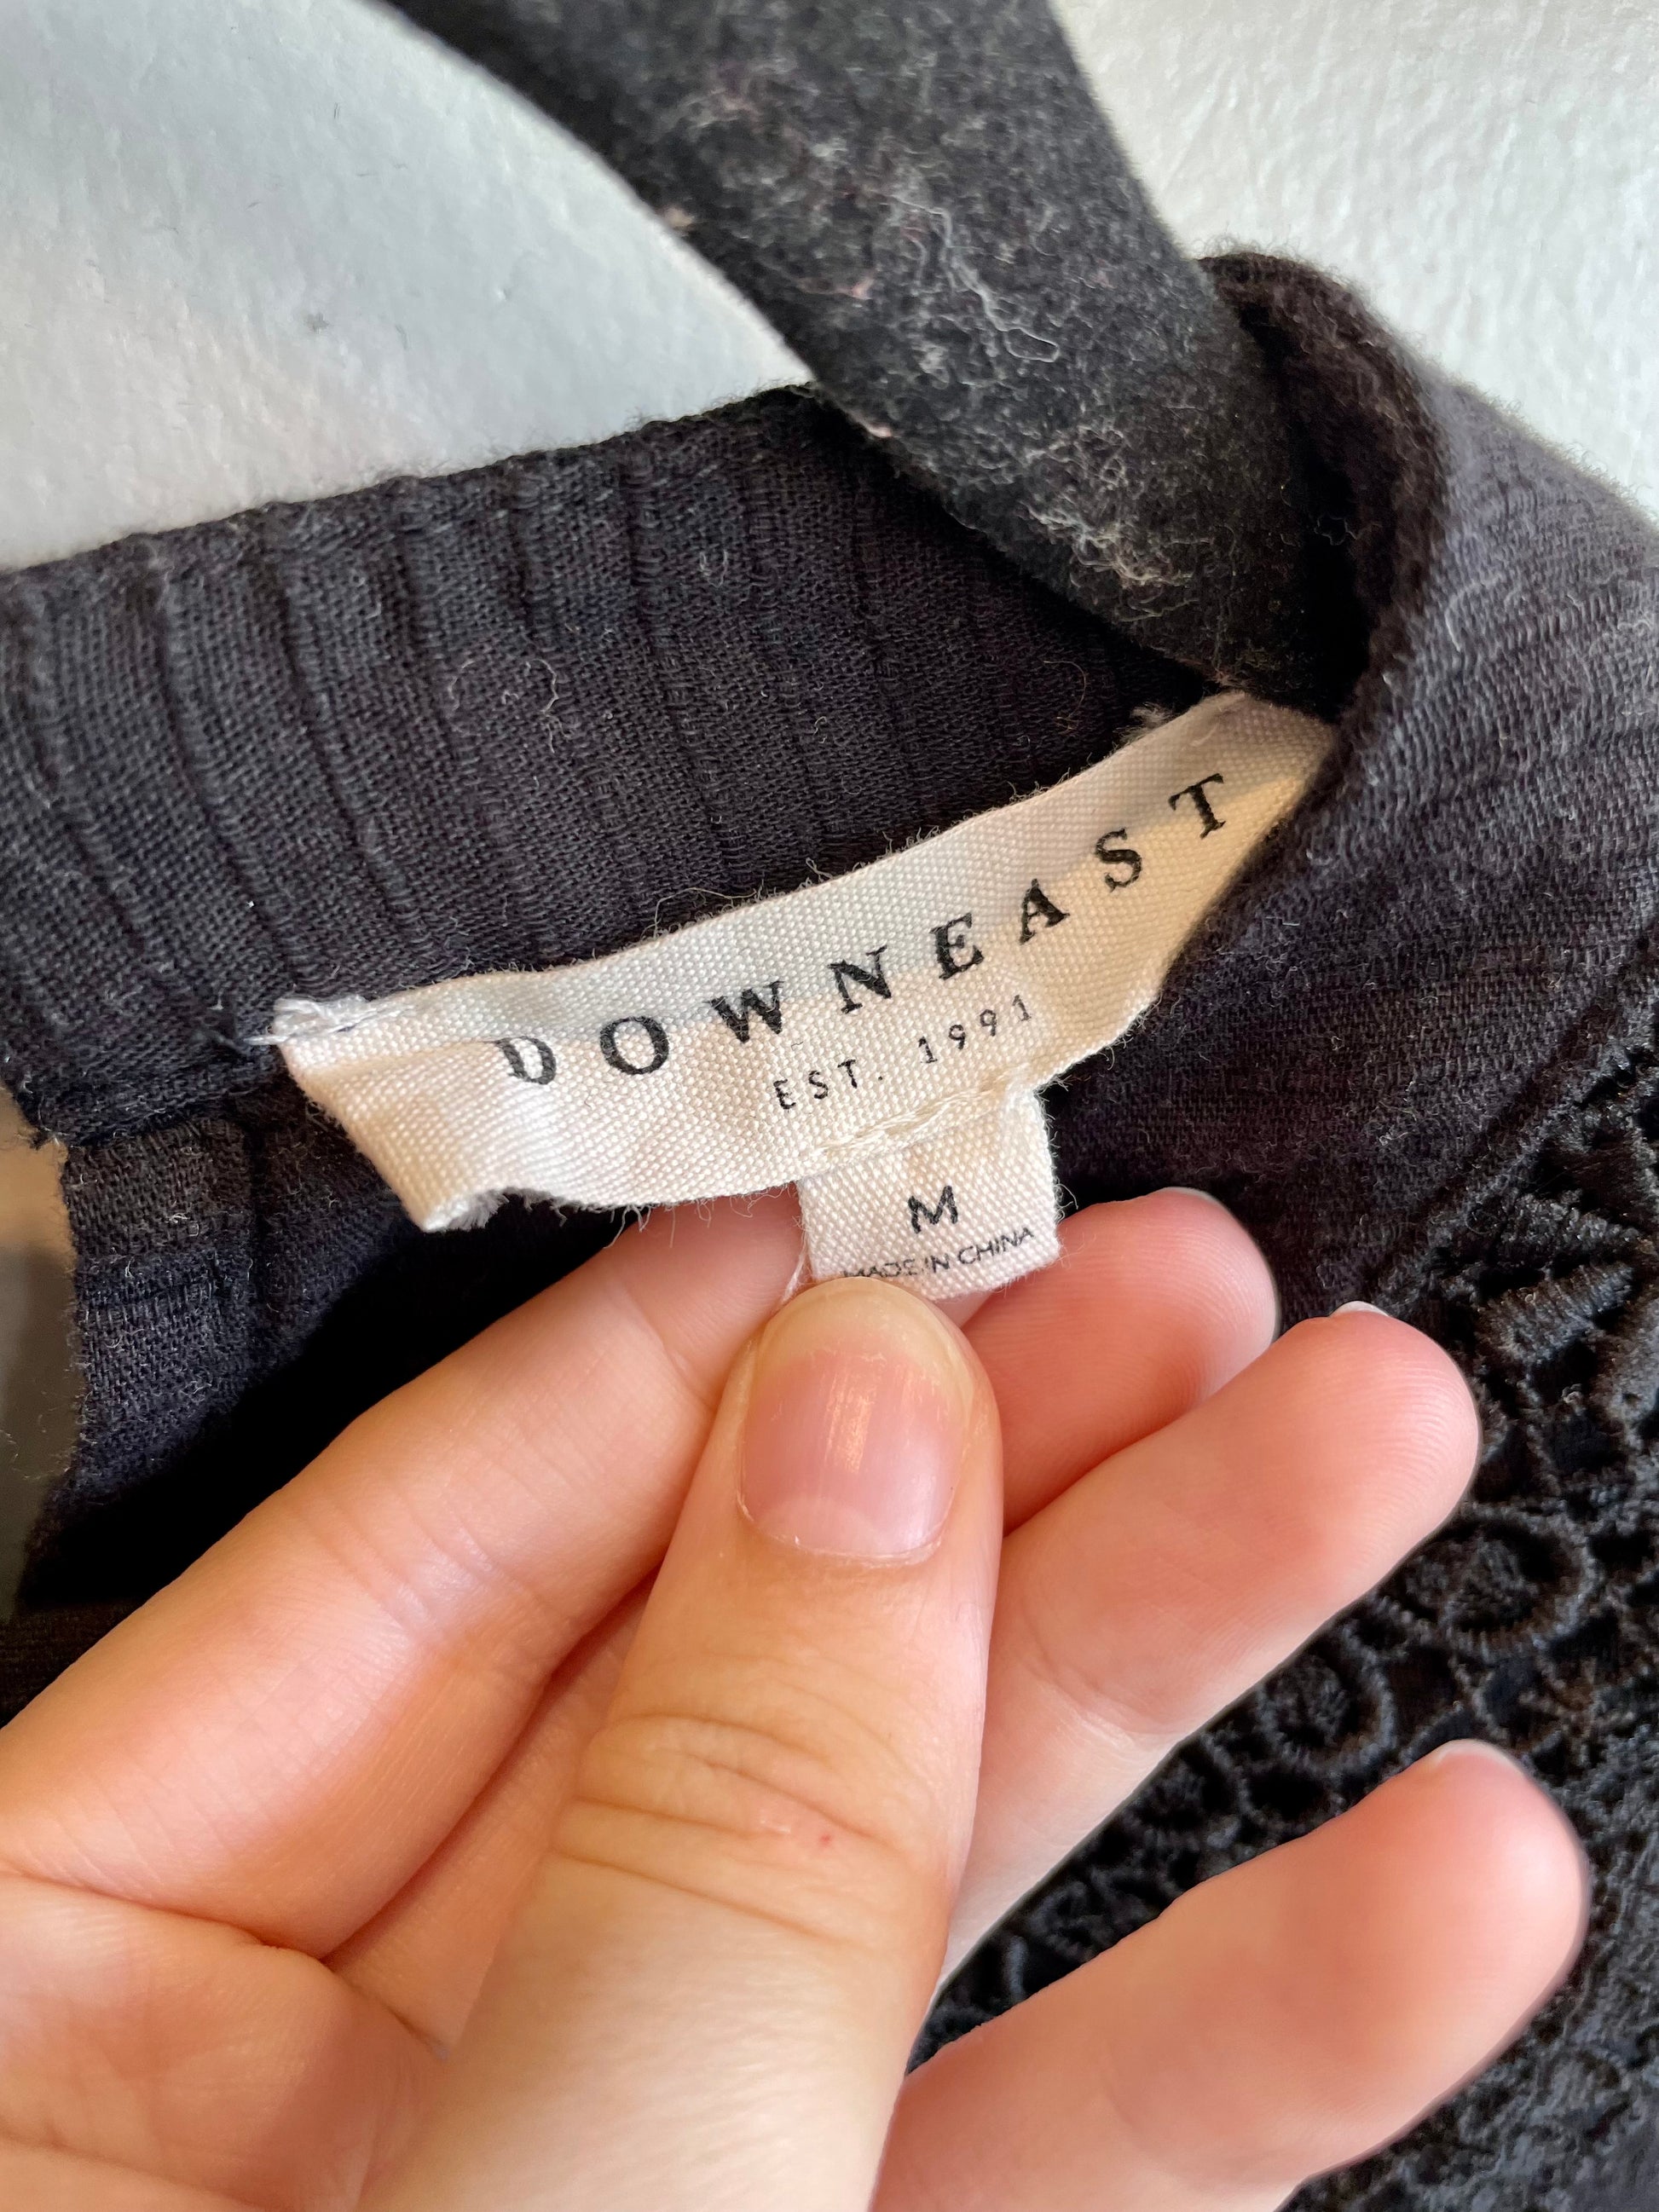 DOWNEAST
EST. 1991
M
MADE IN CHINA